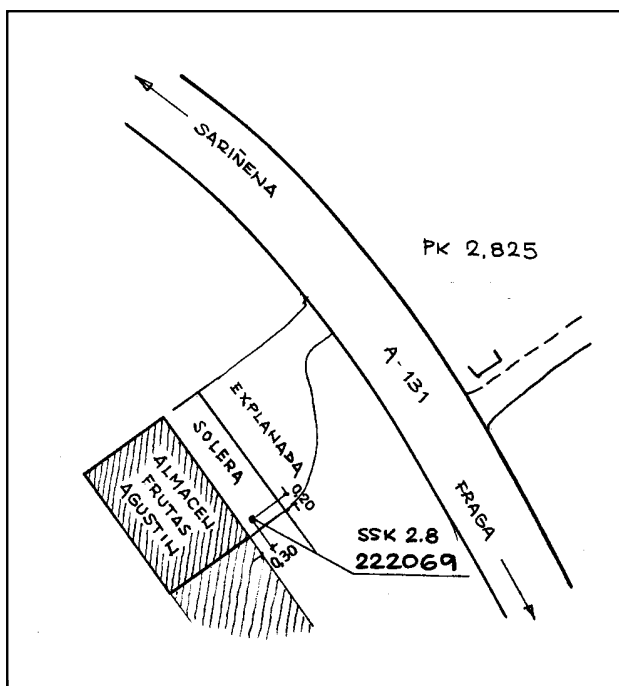 SARIÑENA
PK 2,825
A-131
EXPLANADA
SOLERA
ALMACEN
FRUTAS
AGUSTIN
0,20
0,30
FRAGA
SSK 2.8
222069